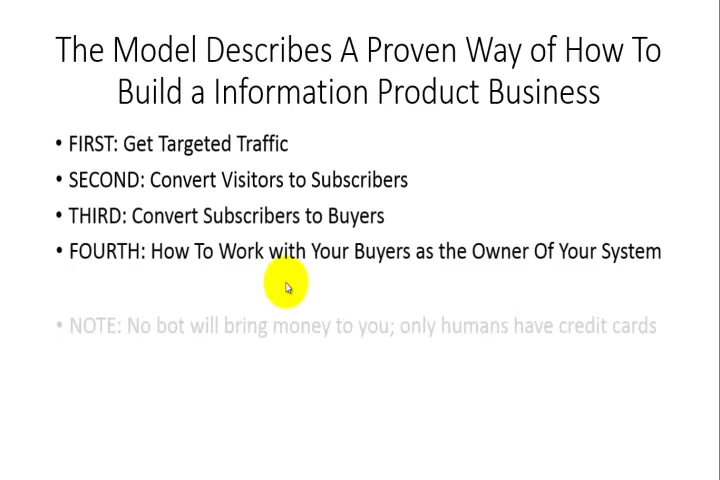 The Model Describes A Proven Way of How To
Build a Information Product Business
• FIRST: Get Targeted Traffic
• SECOND: Convert Visitors to Subscribers
• THIRD: Convert Subscribers to Buyers
• FOURTH: How To Work with Your Buyers as the Owner Of Your System
• NOTE: No bot will bring money to you; only humans have credit cards